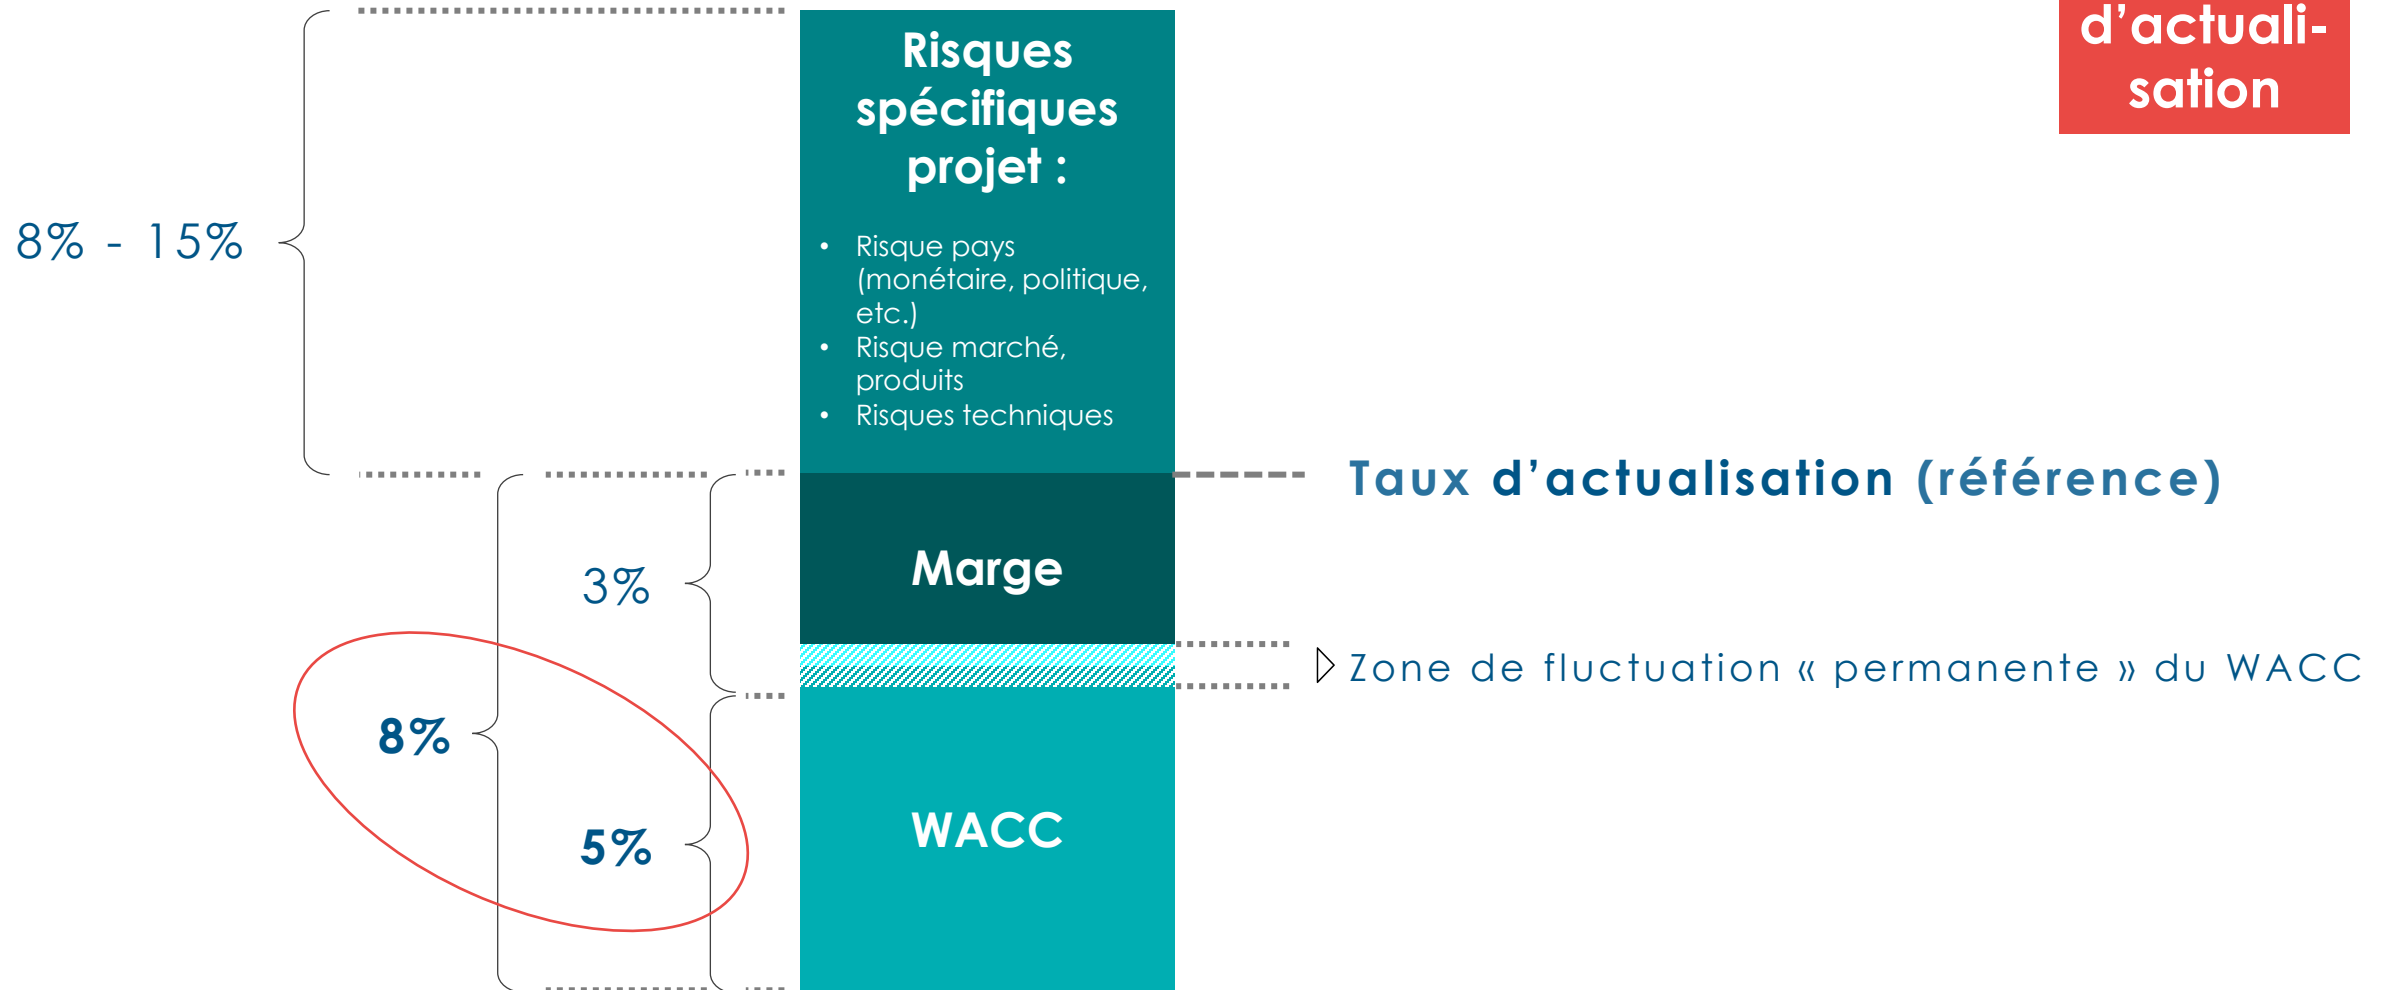 d'actuali-
sation
Risques
spécifiques
projet :
8% - 15%
• Risque pays
(monétaire, politique,
etc.)
• Risque marché,
produits
• Risques techniques
Taux d'actualisation (référence)
Marge
3%
Zone de fluctuation « permanente » du WACC
8%
5%
WACC